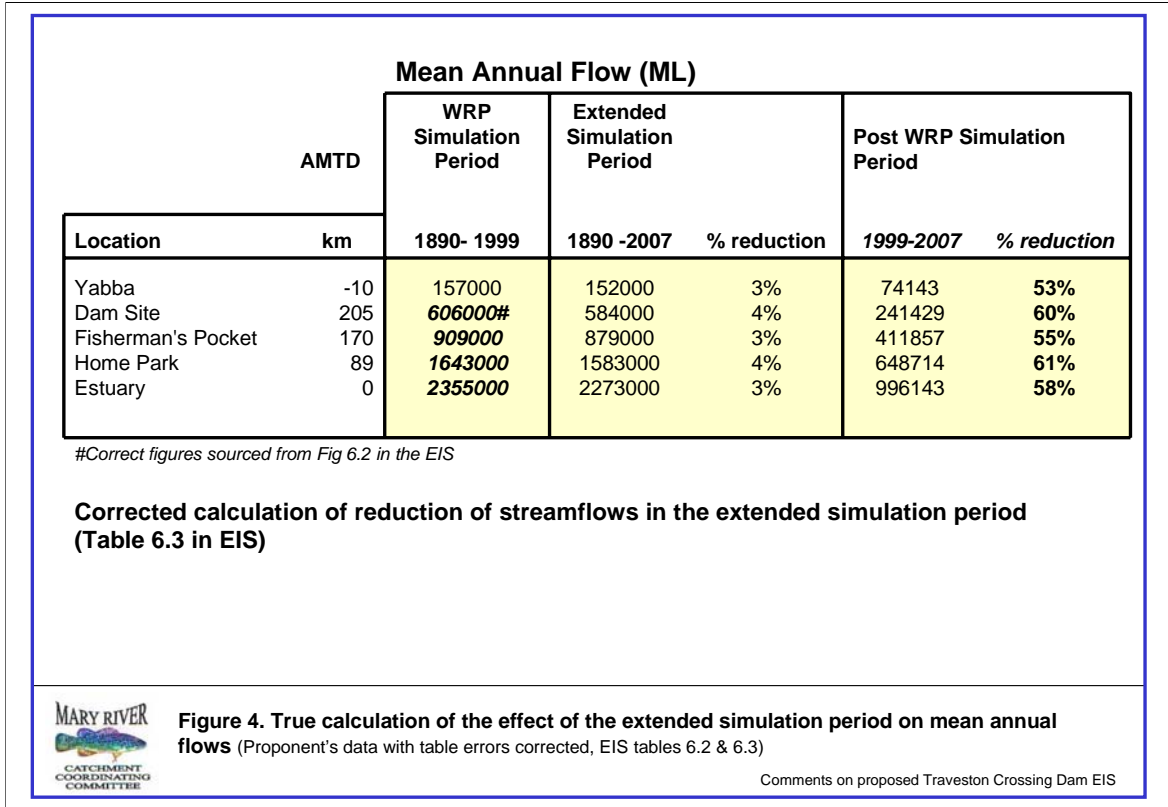 Mean Annual Flow (ML)
AMTD WRP Simulation Period Extended Simulation Period Post WRP Simulation Period
Location km 1890- 1999 1890 -2007 % reduction 1999-2007 % reduction
Yabba -10 157000 152000 3% 74143 53%
Dam Site 205 606000# 584000 4% 241429 60%
Fisherman's Pocket 170 909000 879000 3% 411857 55%
Home Park 89 1643000 1583000 4% 648714 61%
Estuary 0 2355000 2273000 3% 996143 58%
#Correct figures sourced from Fig 6.2 in the EIS
Corrected calculation of reduction of streamflows in the extended simulation period
(Table 6.3 in EIS)
MARY RIVER
CATCHMENT
COORDINATING
COMMITTEE
Figure 4. True calculation of the effect of the extended simulation period on mean annual
flows (Proponent's data with table errors corrected, EIS tables 6.2 & 6.3)
Comments on proposed Traveston Crossing Dam EIS